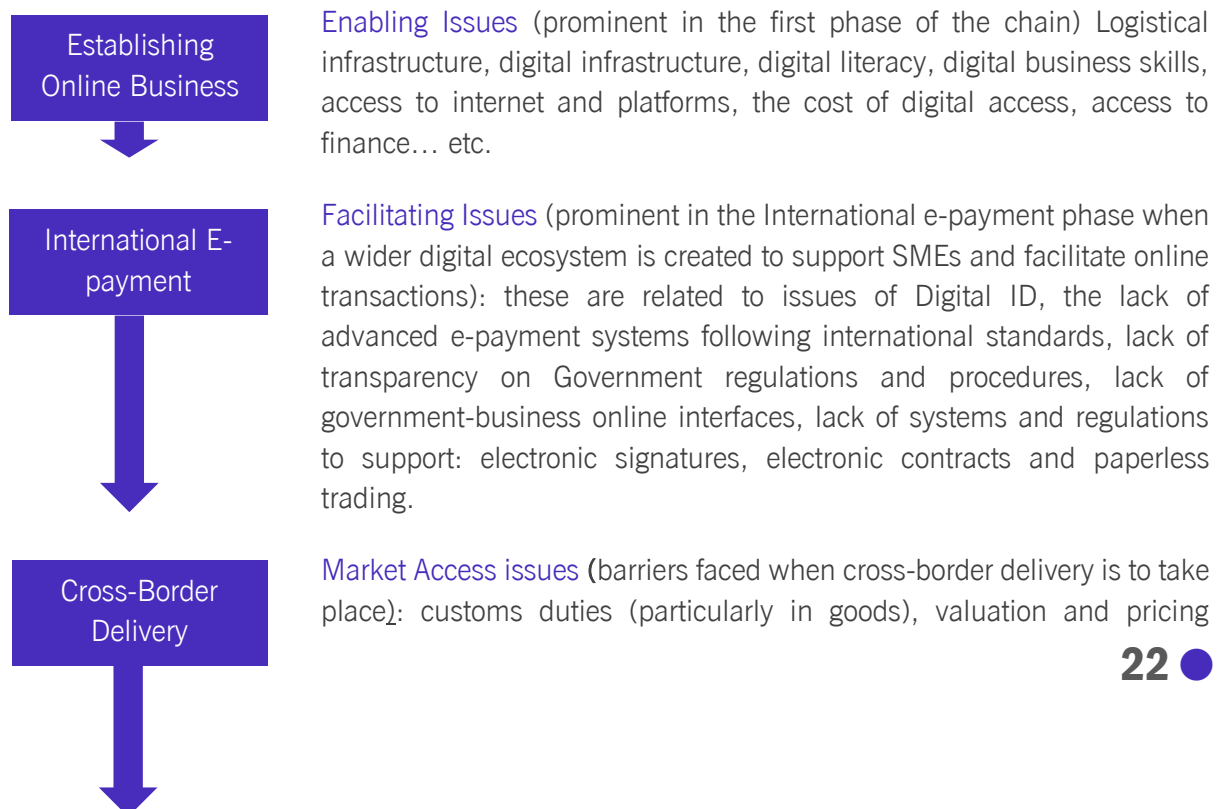 Establishing
Online Business
Enabling Issues (prominent in the first phase of the chain) Logistical
infrastructure, digital infrastructure, digital literacy, digital business skills,
access to internet and platforms, the cost of digital access, access to
finance… etc.
International E-
payment
Facilitating Issues (prominent in the International e-payment phase when
a wider digital ecosystem is created to support SMEs and facilitate online
transactions): these are related to issues of Digital ID, the lack of
advanced e-payment systems following international standards, lack of
transparency on Government regulations and procedures, lack of
government-business online interfaces, lack of systems and regulations
to support: electronic signatures, electronic contracts and paperless
trading.
Cross-Border
Delivery
Market Access issues (barriers faced when cross-border delivery is to take
place): customs duties (particularly in goods), valuation and pricing
22